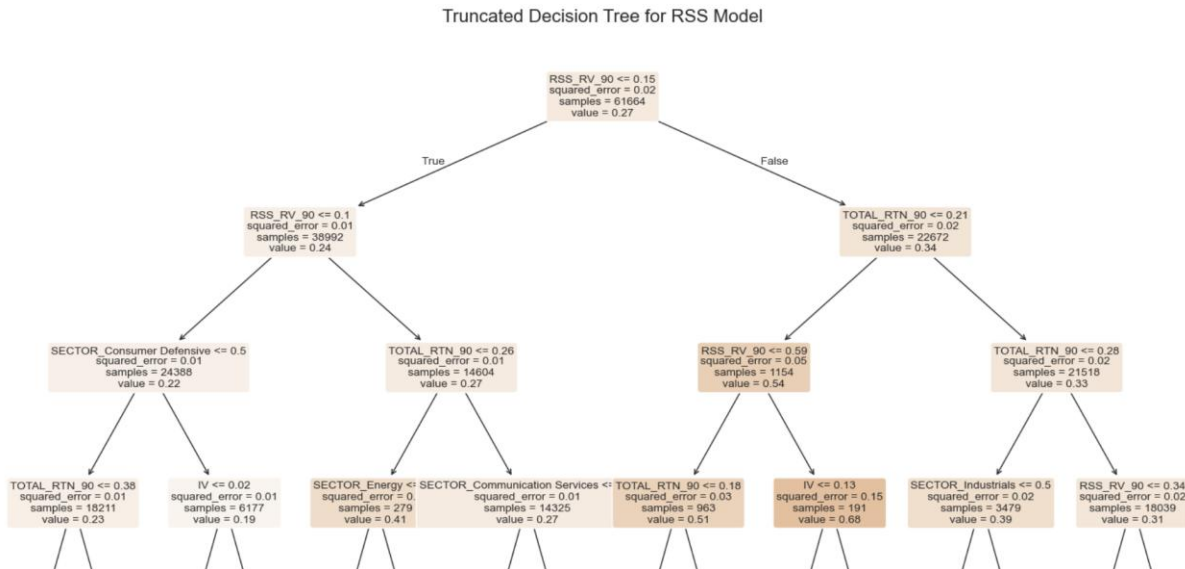 Truncated Decision Tree for RSS Model
RSS_RV_90 <= 0.15
squared_error = 0.02
samples = 61664
value = 0.27
True
False
RSS_RV_90 <= 0.1
squared_error = 0.01
samples = 38992
value = 0.24
TOTAL_RTN_90 <= 0.21
squared_error = 0.02
samples = 22672
value = 0.34
SECTOR_Consumer Defensive <= 0.5
squared_error = 0.01
samples = 24388
value = 0.22
TOTAL_RTN_90 <= 0.26
squared_error = 0.01
samples = 14604
value = 0.27
RSS_RV_90 <= 0.59
squared_error = 0.05
samples = 1154
value = 0.54
TOTAL_RTN_90 <= 0.28
squared_error = 0.02
samples = 21518
value = 0.33
TOTAL_RTN_90 <= 0.38
squared_error = 0.01
samples = 18211
value = 0.23
IV <= 0.02
squared_error = 0.01
samples = 6177
value = 0.19
SECTOR_Energy <=
squared_error = 0.
samples = 279
value = 0.41
SECTOR_Communication Services <=
squared_error = 0.01
samples = 14325
value = 0.27
TOTAL_RTN_90 <= 0.18
squared_error = 0.03
samples = 963
value = 0.51
IV <= 0.13
squared_error = 0.15
samples = 191
value = 0.68
SECTOR_Industrials <= 0.5
squared_error = 0.02
samples = 3479
value = 0.39
RSS_RV_90 <= 0.34
squared_error = 0.02
samples = 18039
value = 0.31